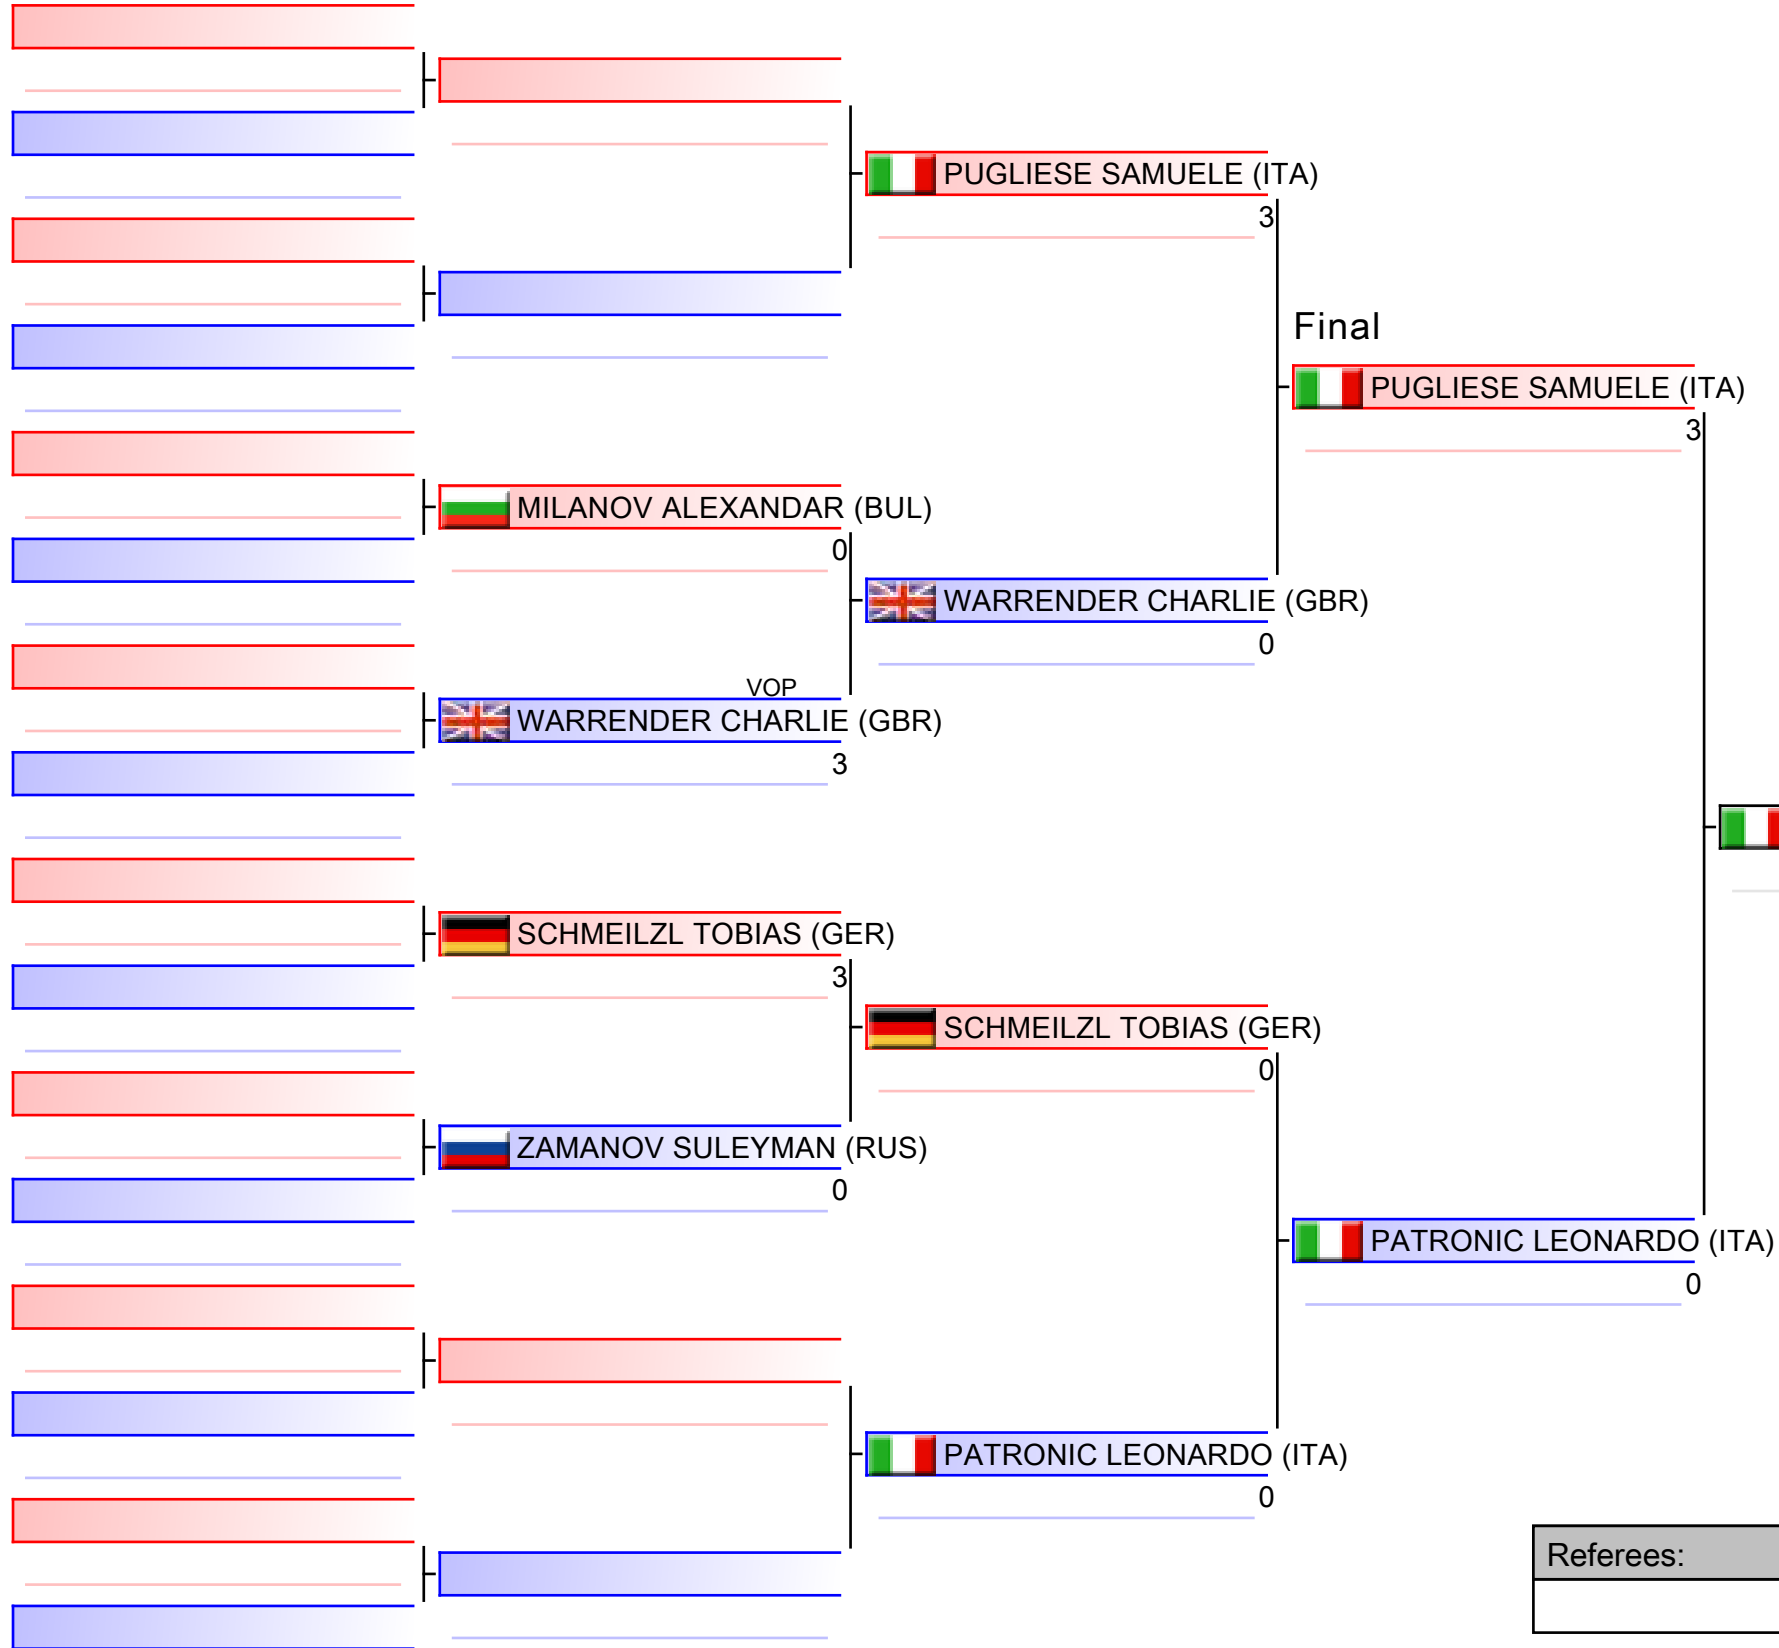 PUGLIESE SAMUELE (ITA)
3
Final
PUGLIESE SAMUELE (ITA)
3
MILANOV ALEXANDAR (BUL)
0
WARRENDER CHARLIE (GBR)
0
VOP
WARRENDER CHARLIE (GBR)
3
SCHMEILZL TOBIAS (GER)
3
SCHMEILZL TOBIAS (GER)
0
ZAMANOV SULEYMAN (RUS)
0
PATRONIC LEONARDO (ITA)
0
PATRONIC LEONARDO (ITA)
0
Referees: